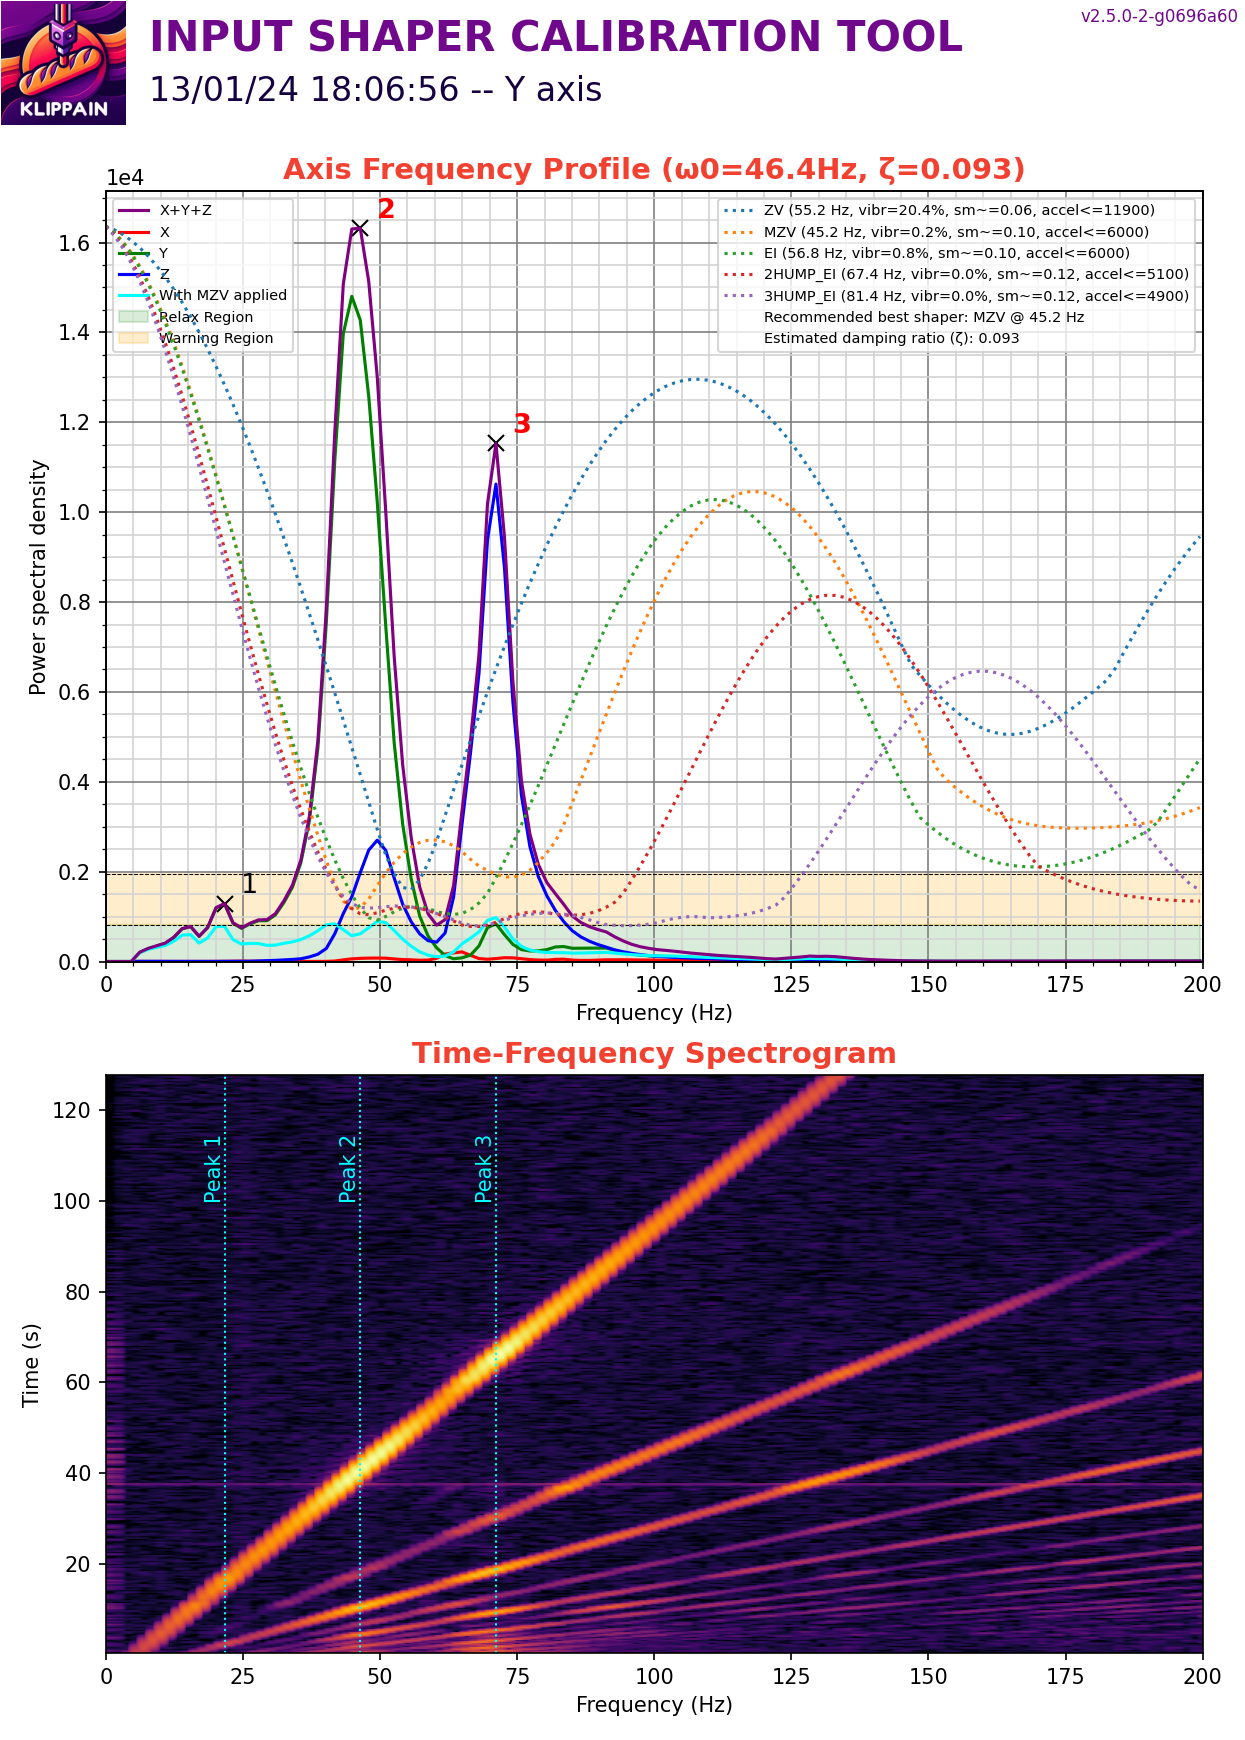 KLIPPAIN
INPUT SHAPER CALIBRATION TOOL
v2.5.0-2-g0696a60
13/01/24 18:06:56 -- Y axis
Axis Frequency Profile (ω0=46.4Hz, ζ=0.093)
1e4
X+Y+Z
X
Y
Z
With MZV applied
Relax Region
Warning Region
ZV (55.2 Hz, vibr=20.4%, sm~=0.06, accel<=11900)
MZV (45.2 Hz, vibr=0.2%, sm~=0.10, accel<=6000)
EI (56.8 Hz, vibr=0.8%, sm~=0.10, accel<=6000)
2HUMP_EI (67.4 Hz, vibr=0.0%, sm~=0.12, accel<=5100)
3HUMP_EI (81.4 Hz, vibr=0.0%, sm~=0.12, accel<=4900)
Recommended best shaper: MZV @ 45.2 Hz
Estimated damping ratio (ζ): 0.093
1
2
3
Power spectral density
1.6
1.4
1.2
1.0
0.8
0.6
0.4
0.2
0.0
0 25 50 75 100 125 150 175 200
Frequency (Hz)
Time-Frequency Spectrogram
Peak 1
Peak 2
Peak 3
Time (s)
120
100
80
60
40
20
0 25 50 75 100 125 150 175 200
Frequency (Hz)